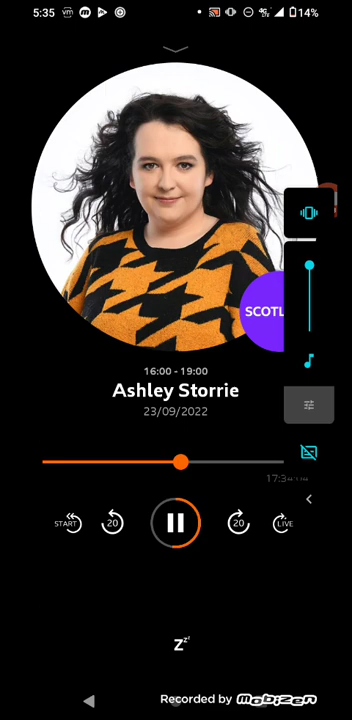 5:35
14%
SCOTL
16:00 - 19:00
Ashley Storrie
23/09/2022
START
20
20
LIVE
Zzz
Recorded by MOBIZEN